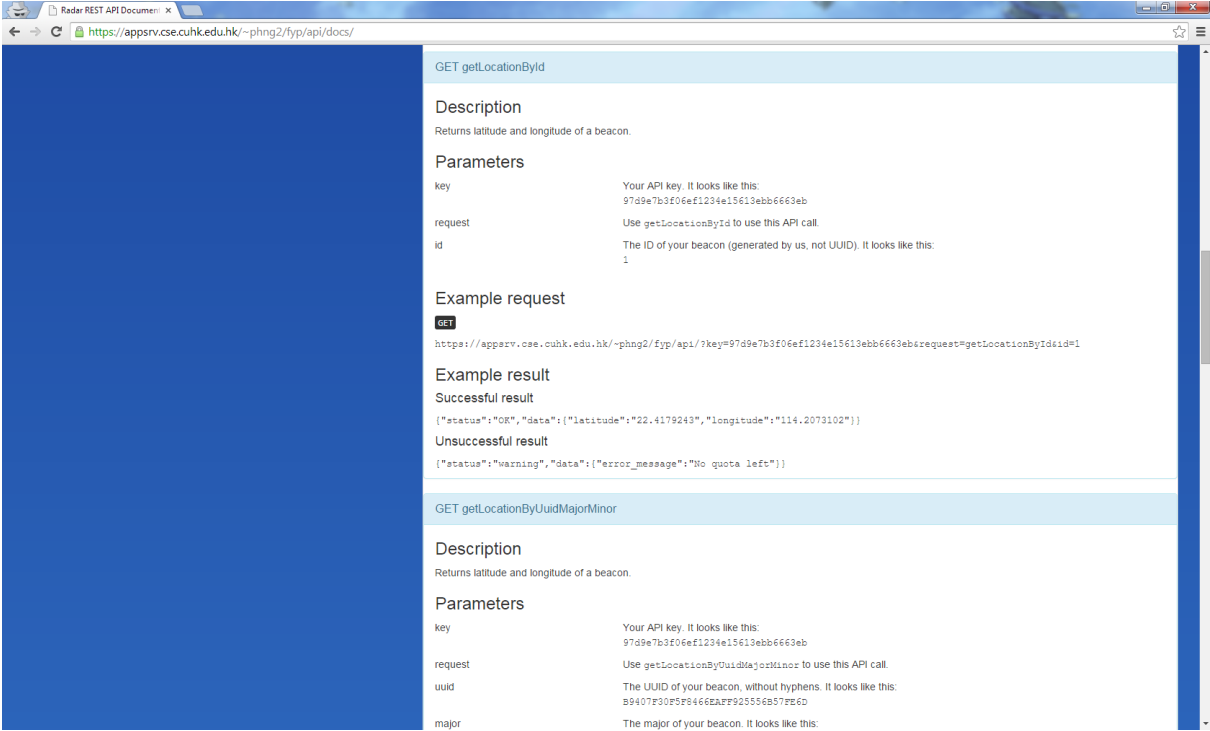 Radar REST API Document
https://appsrv.cse.cuhk.edu.hk/~phng2/fyp/api/docs/
GET getLocationById
Description
Returns latitude and longitude of a beacon.
Parameters
key Your API key. It looks like this:
97d9e7b3f06ef1234e15613ebb6663eb
request Use getLocationById to use this API call.
id The ID of your beacon (generated by us, not UUID). It looks like this:
1
Example request
GET
https://appsrv.cse.cuhk.edu.hk/~phng2/fyp/api/?key=97d9e7b3f06ef1234e15613ebb6663eb&request=getLocationById&id=1
Example result
Successful result
{"status":"OK","data":{"latitude":"22.4179243","longitude":"114.2073102"}}
Unsuccessful result
{"status":"warning","data":{"error_message":"No quota left"}}
GET getLocationByUuidMajorMinor
Description
Returns latitude and longitude of a beacon.
Parameters
key Your API key. It looks like this:
97d9e7b3f06ef1234e15613ebb6663eb
request Use getLocationByUuidMajorMinor to use this API call.
uuid The UUID of your beacon, without hyphens. It looks like this:
B9407F30F5F8466EAFF925556B57FE6D
major The major of your beacon. It looks like this: